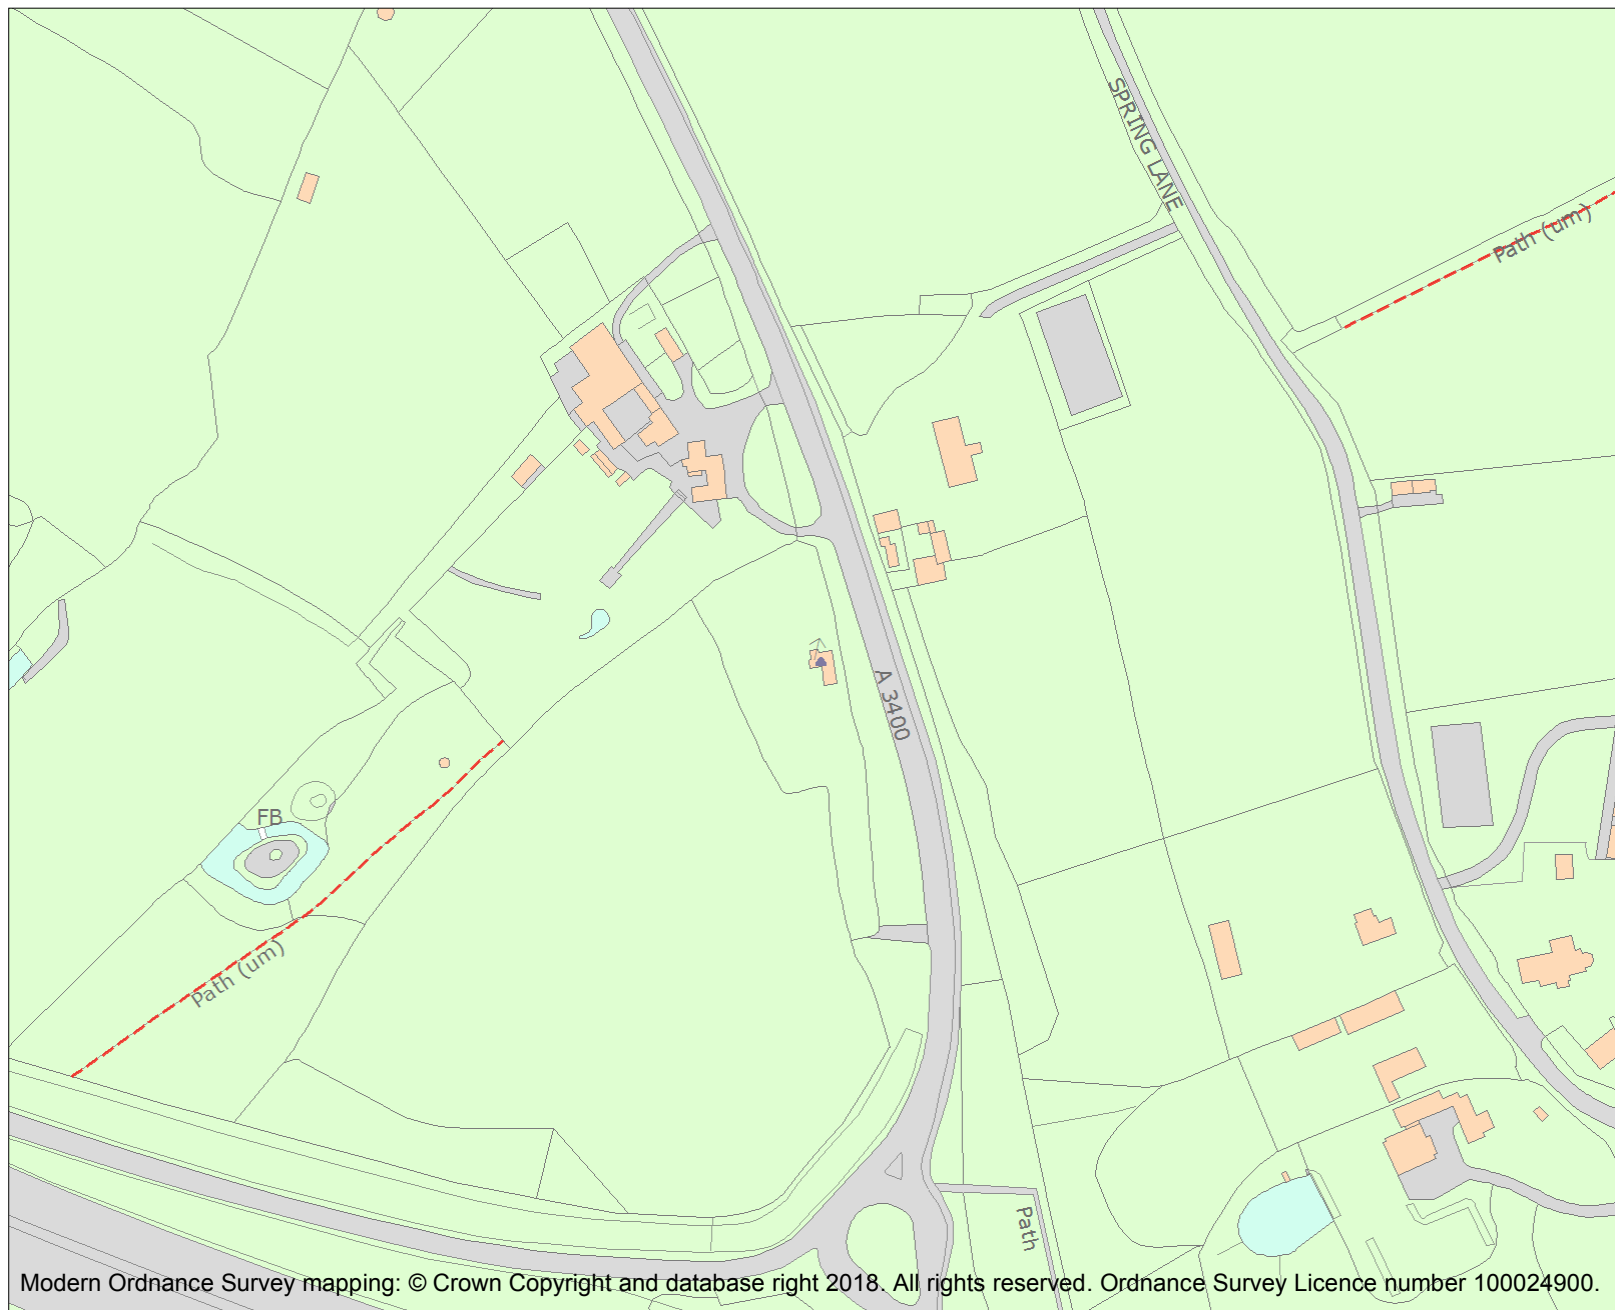 SPRING LANE
Path (um)
A 3400
FB
Path (um)
Path
Modern Ordnance Survey mapping: © Crown Copyright and database right 2018. All rights reserved. Ordnance Survey Licence number 100024900.